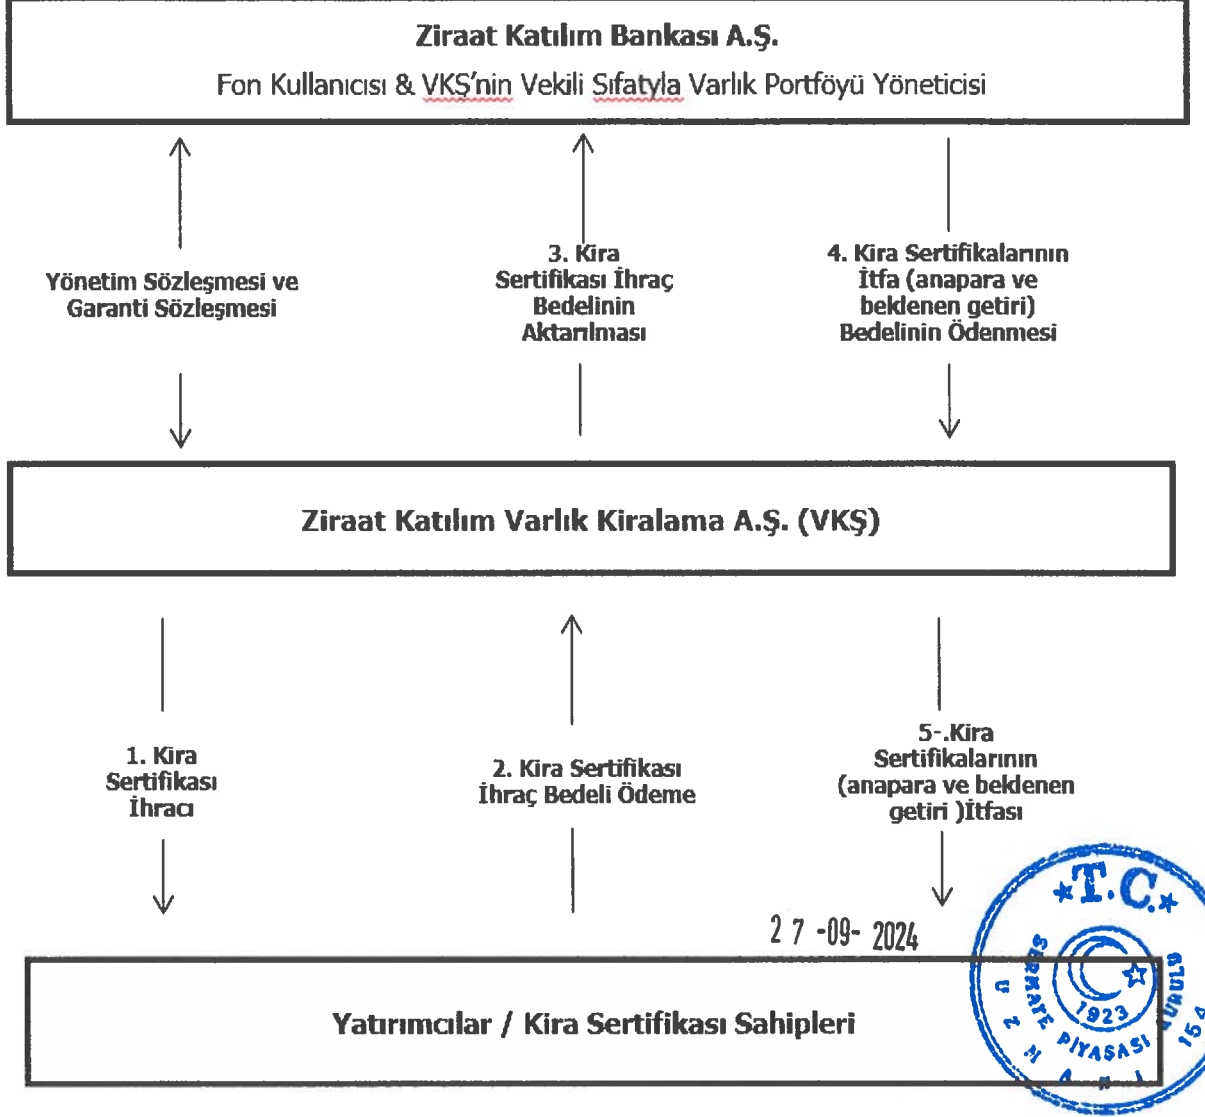 Ziraat Katılım Bankası A.Ş.
Fon Kullanıcısı & VKŞ'nin Vekili Sıfatyla Varlık Portföyü Yöneticisi
Yönetim Sözleşmesi ve
Garanti Sözleşmesi
3. Kira
Sertifikası İhraç
Bedelinin
Aktarılması
4. Kira Sertifikalarının
İtfa (anapara ve
beklenen getiri)
Bedelinin Ödenmesi
Ziraat Katılım Varlık Kiralama A.Ş. (VKŞ)
1. Kira
Sertifikası
İhracı
2. Kira Sertifikası
İhraç Bedeli Ödeme
5-.Kira
Sertifikalarının
(anapara ve beklenen
getiri )İtfası
27-09-2024
Yatırımcılar / Kira Sertifikası Sahipleri
T.C.
SERMAYE PİYASASI
1923